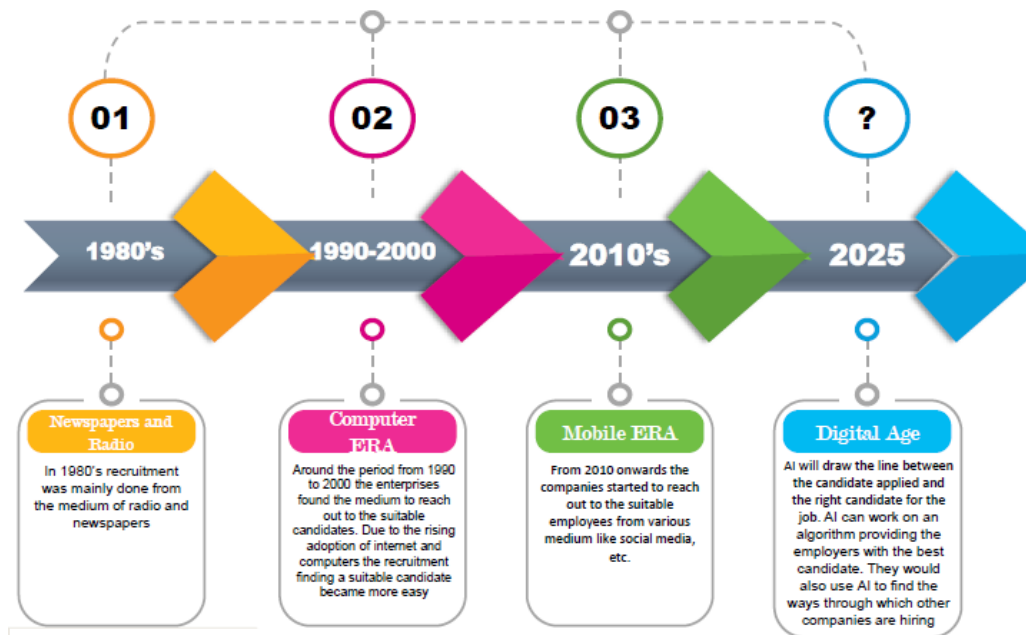 01
02
03
?
1980's
1990-2000
2010's
2025
Newspapers and
Radio
In 1980's recruitment
was mainly done from
the medium of radio and
newspapers
Computer
ERA
Around the period from 1990
to 2000 the enterprises
found the medium to reach
out to the suitable
candidates. Due to the rising
adoption of internet and
computers the recruitment
finding a suitable candidate
became more easy
Mobile ERA
From 2010 onwards the
companies started to reach
out to the suitable
employees from various
medium like social media,
etc.
Digital Age
AI will draw the line between
the candidate applied and
the right candidate for the
job. AI can work on an
algorithm providing the
employers with the best
candidate. They would
also use AI to find the
ways through which other
companies are hiring